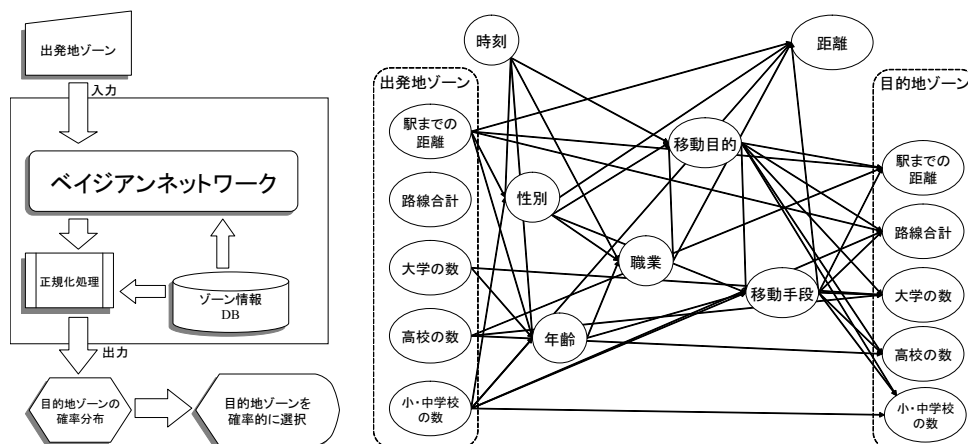 出発地ゾーン
入力
ベイジアンネットワーク
正規化処理
ゾーン情報
DB
出力
目的地ゾーンの
確率分布
目的地ゾーンを
確率的に選択
時刻
距離
出発地ゾーン
駅までの
距離
路線合計
大学の数
高校の数
小・中学校
の数
性別
年齢
職業
移動目的
移動手段
目的地ゾーン
駅までの
距離
路線合計
大学の数
高校の数
小・中学校
の数